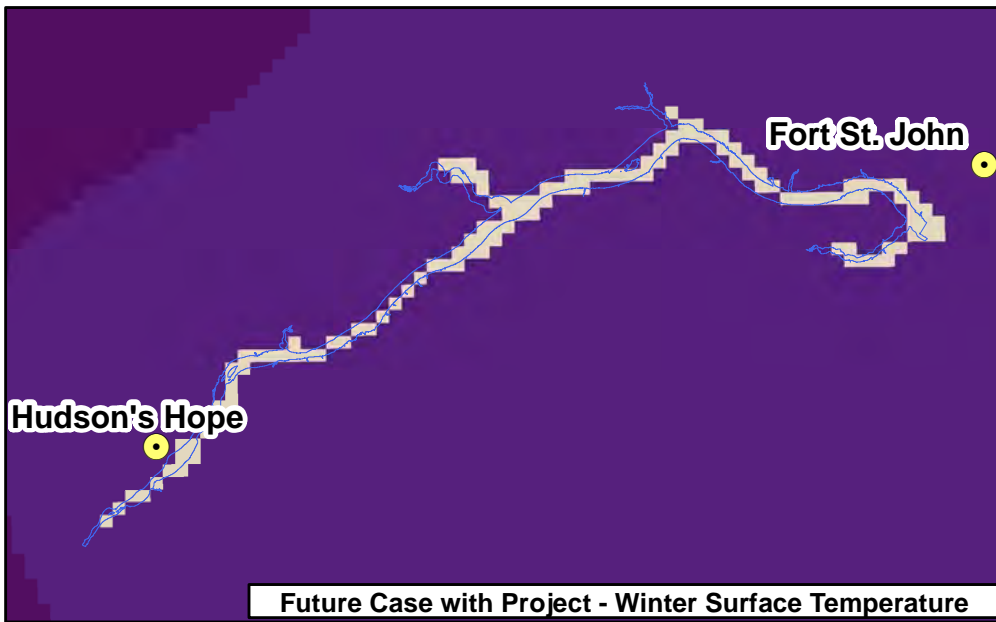 Fort St. John
Hudson's Hope
Future Case with Project - Winter Surface Temperature